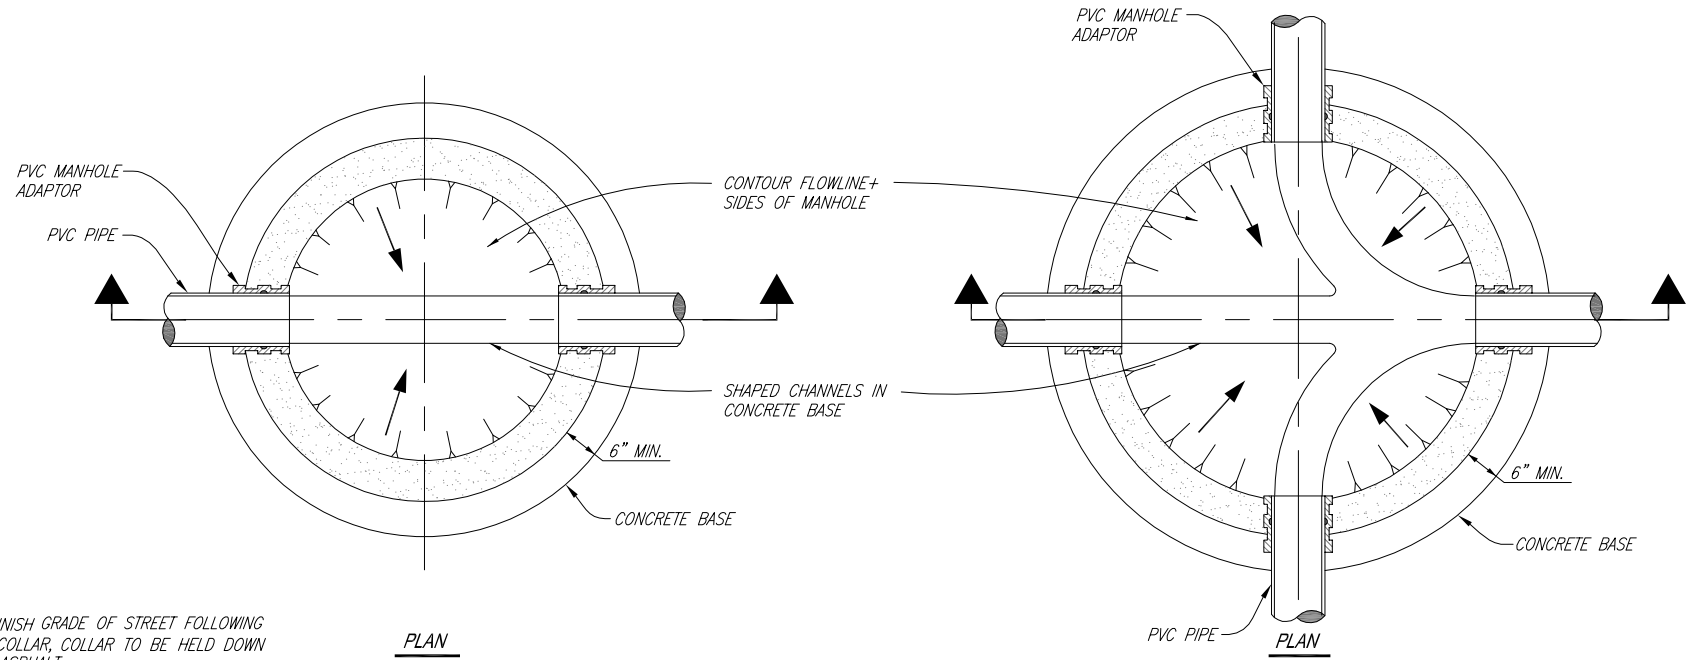 PVC MANHOLE
ADAPTOR
PVC PIPE
CONTOUR FLOWLINE+
SIDES OF MANHOLE
SHAPED CHANNELS IN
CONCRETE BASE
6" MIN.
CONCRETE BASE
PLAN
PVC MANHOLE
ADAPTOR
6" MIN.
CONCRETE BASE
PVC PIPE
PLAN
GRADE OF STREET FOLLOWING
COLLAR, COLLAR TO BE HELD DOWN